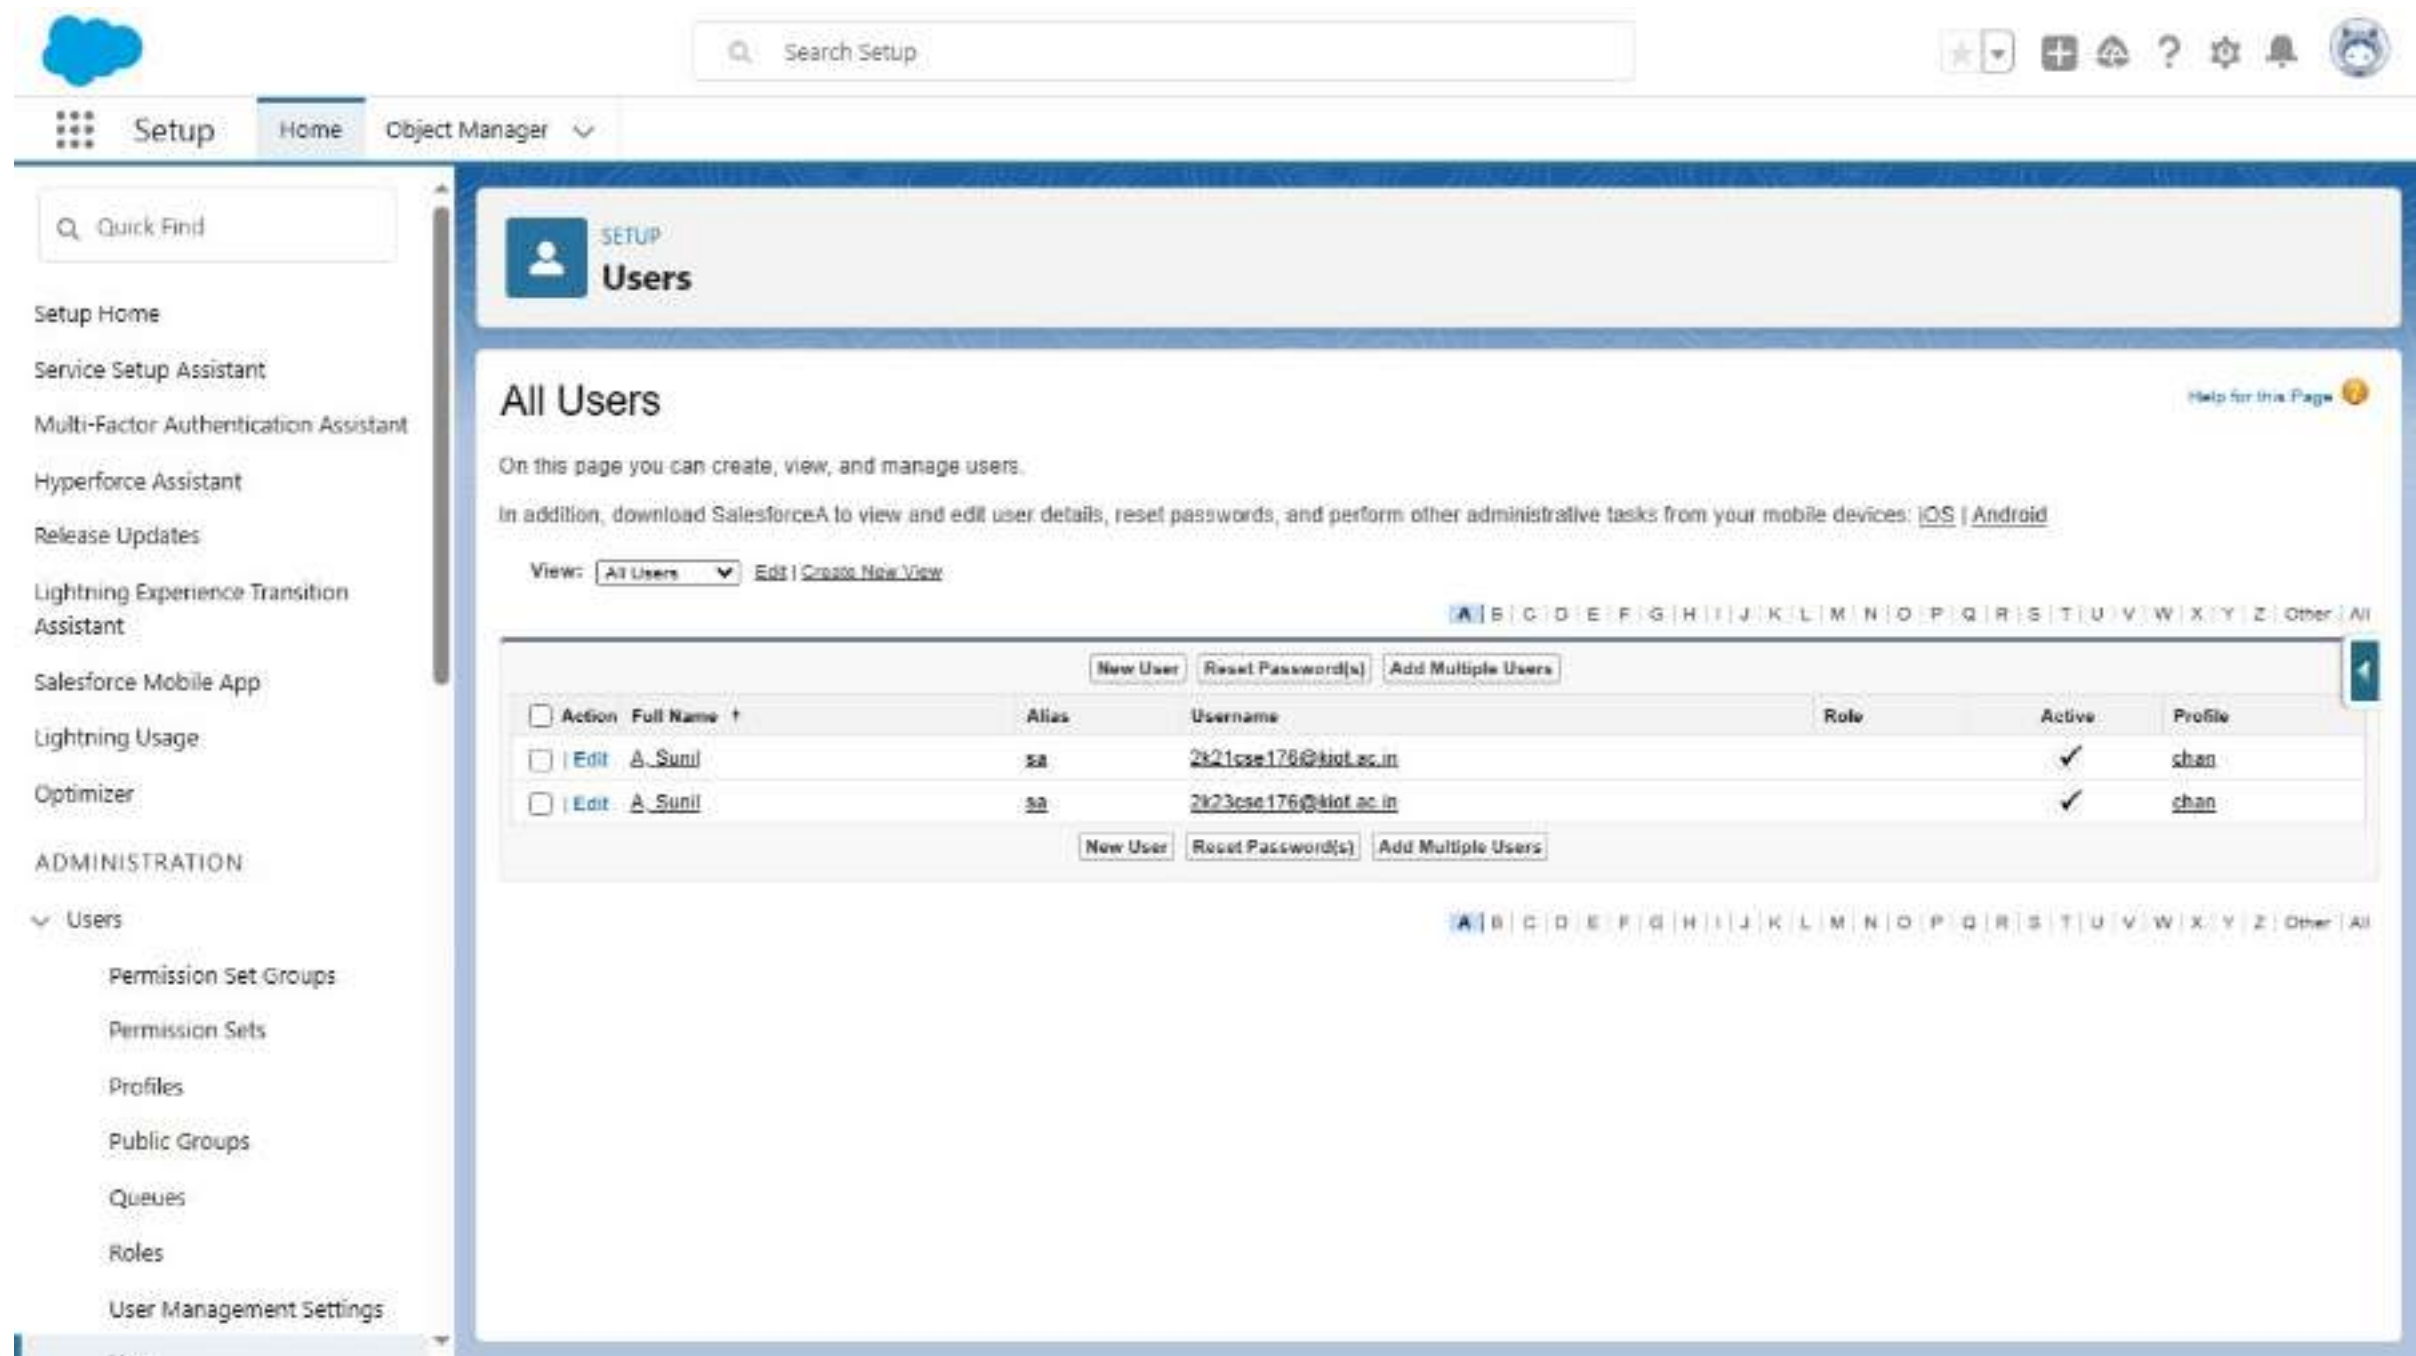 Search Setup
Setup Home Object Manager
Quick Find
Setup Home
Service Setup Assistant
Multi-Factor Authentication Assistant
Hyperforce Assistant
Release Updates
Lightning Experience Transition
Assistant
Salesforce Mobile App
Lightning Usage
Optimizer
ADMINISTRATION
Users
Permission Set Groups
Permission Sets
Profiles
Public Groups
Queues
Roles
User Management Settings
SETUP
Users
All Users
Help for this Page
On this page you can create, view, and manage users.
In addition, download SalesforceA to view and edit user details, reset passwords, and perform other administrative tasks from your mobile devices: iOS | Android
View: All Users Edit | Create New View
A | B | C | D | E | F | G | H | I | J | K | L | M | N | O | P | Q | R | S | T | U | V | W | X | Y | Z | Other | All
New User Reset Password(s) Add Multiple Users
Action Full Name ↑ Alias Username Role Active Profile
| Edit A, Sunil sa 2k21cse176@kiot.ac.in ✓ chan
| Edit A, Sunil sa 2k23cse176@kiot.ac.in ✓ chan
New User Reset Password(s) Add Multiple Users
A | B | C | D | E | F | G | H | I | J | K | L | M | N | O | P | Q | R | S | T | U | V | W | X | Y | Z | Other | All